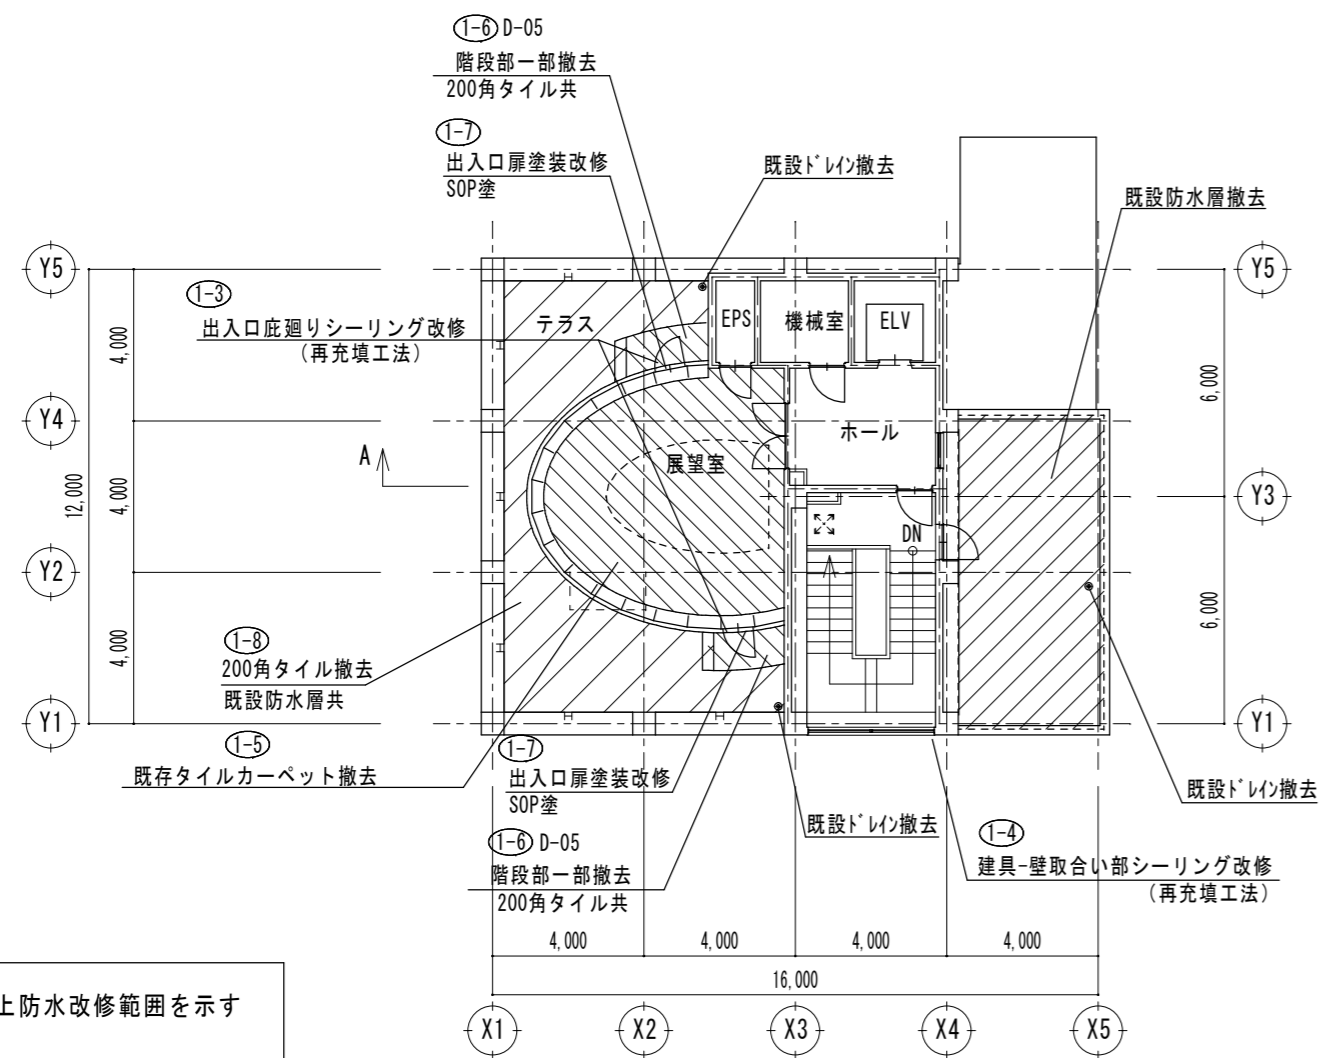 1-6 D-05
階段部一部撤去
200角タイル共
1-7
出入口扉塗装改修
SOP塗
既設ﾄﾞﾚｲﾝ撤去
既設防水層撤去
Y5
Y5
1-3
出入口庇廻りシーリング改修
(再充填工法)
テラス
EPS
機械室
ELV
4,000
6,000
Y4
ホール
A
展望室
12,000
4,000
Y3
DN
Y2
6,000
4,000
1-8
200角タイル撤去
既設防水層共
Y1
Y1
1-5
既存タイルカーペット撤去
1-7
出入口扉塗装改修
SOP塗
既設ﾄﾞﾚｲﾝ撤去
既設ﾄﾞﾚｲﾝ撤去
1-6 D-05
階段部一部撤去
200角タイル共
1-4
建具-壁取合い部シーリング改修
(再充填工法)
4,000
4,000
4,000
4,000
16,000
上防水改修範囲を示す
X1
X2
X3
X4
X5